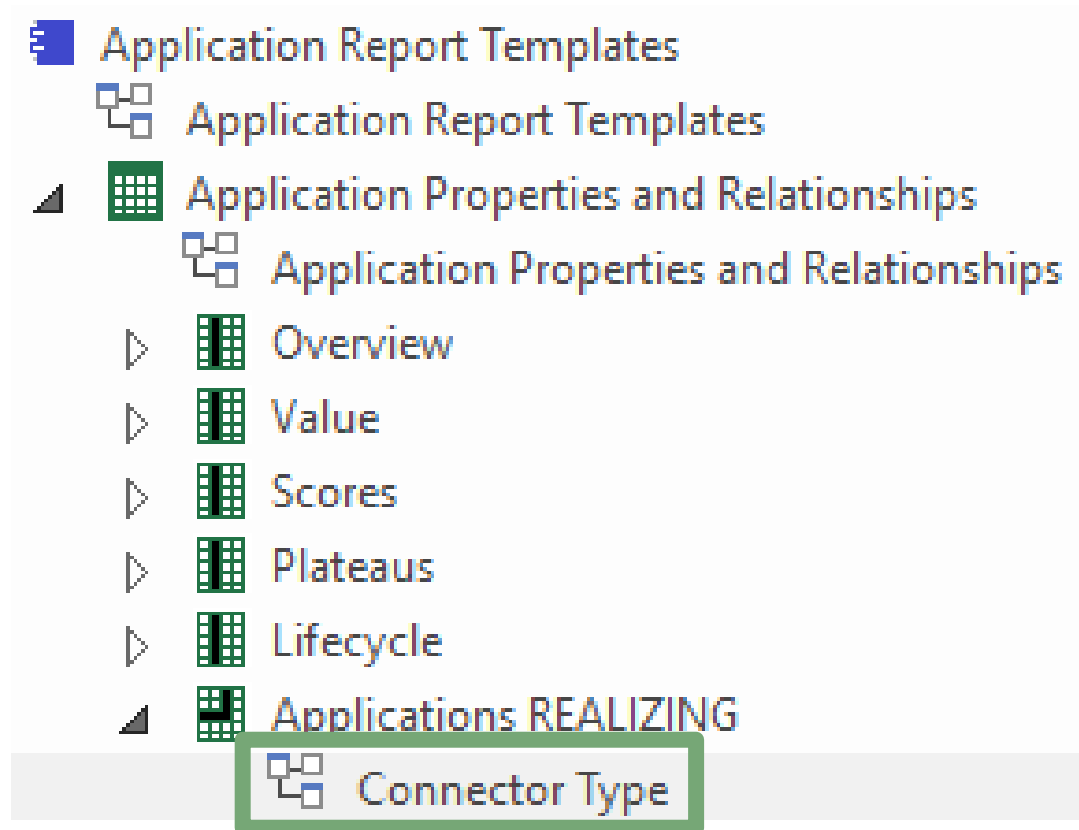 Application Report Templates
Application Report Templates
Application Properties and Relationships
Application Properties and Relationships
Overview
Value
Scores
Plateaus
Lifecycle
Applications REALIZING
Connector Type